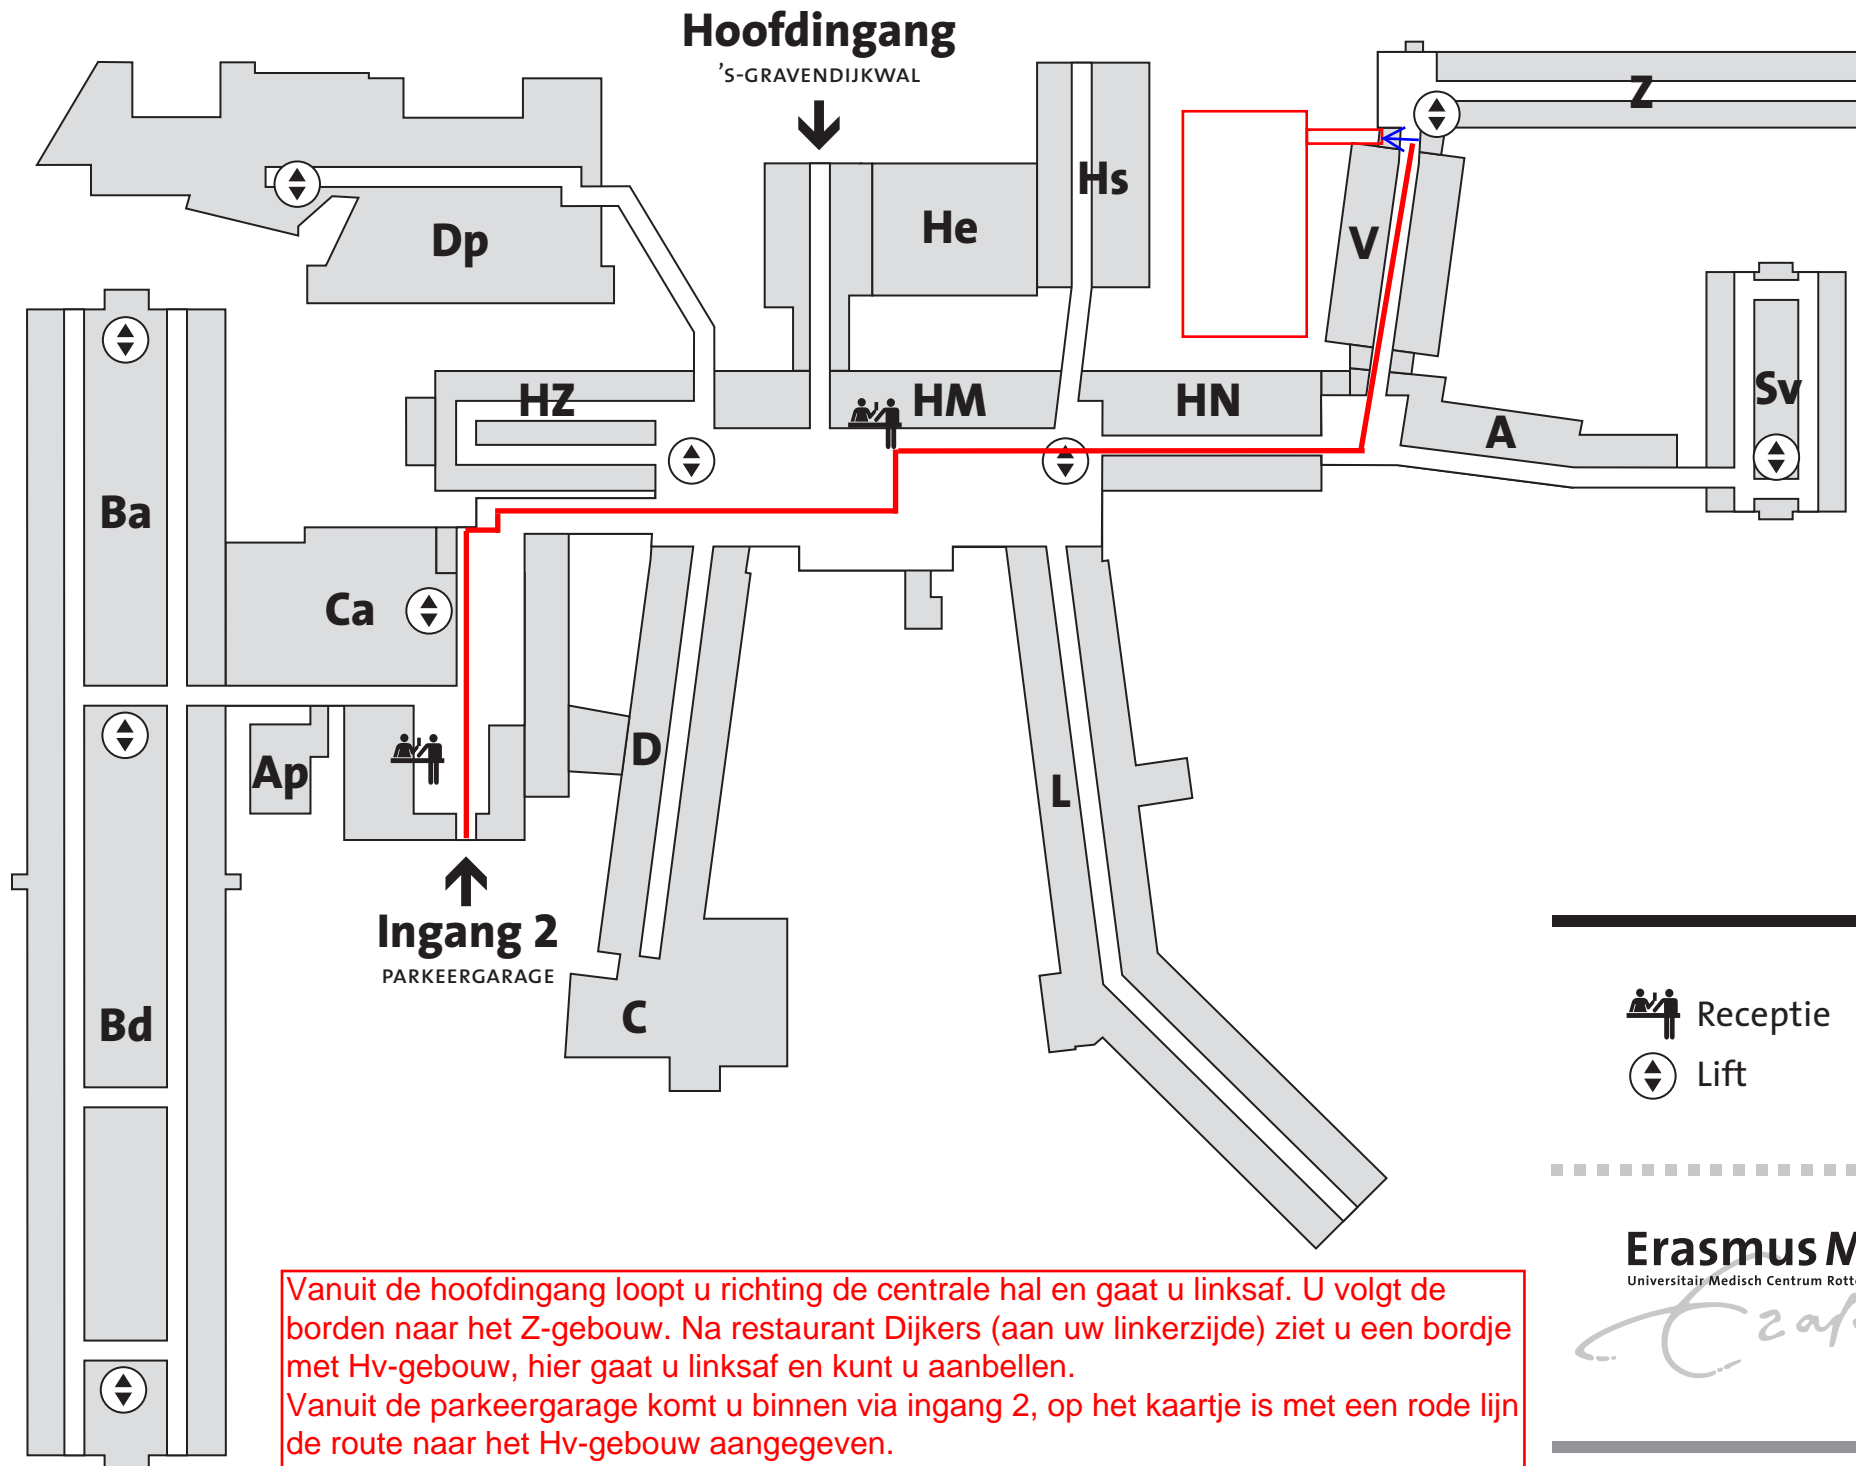 Hoofdingang
'S-GRAVENDIJKWAL
Z
Hs
He
Dp
V
Sv
HZ
HM
HN
A
Ba
Ca
D
Ap
L
Ingang 2
PARKEERGARAGE
C
Bd
Receptie
Lift
Erasmus M
Universitair Medisch Centrum Rott
Vanuit de hoofdingang loopt u richting de centrale hal en gaat u linksaf. U volgt de
borden naar het Z-gebouw. Na restaurant Dijkers (aan uw linkerzijde) ziet u een bordje
met Hv-gebouw, hier gaat u linksaf en kunt u aanbellen.
Vanuit de parkeergarage komt u binnen via ingang 2, op het kaartje is met een rode lijn
de route naar het Hv-gebouw aangegeven.